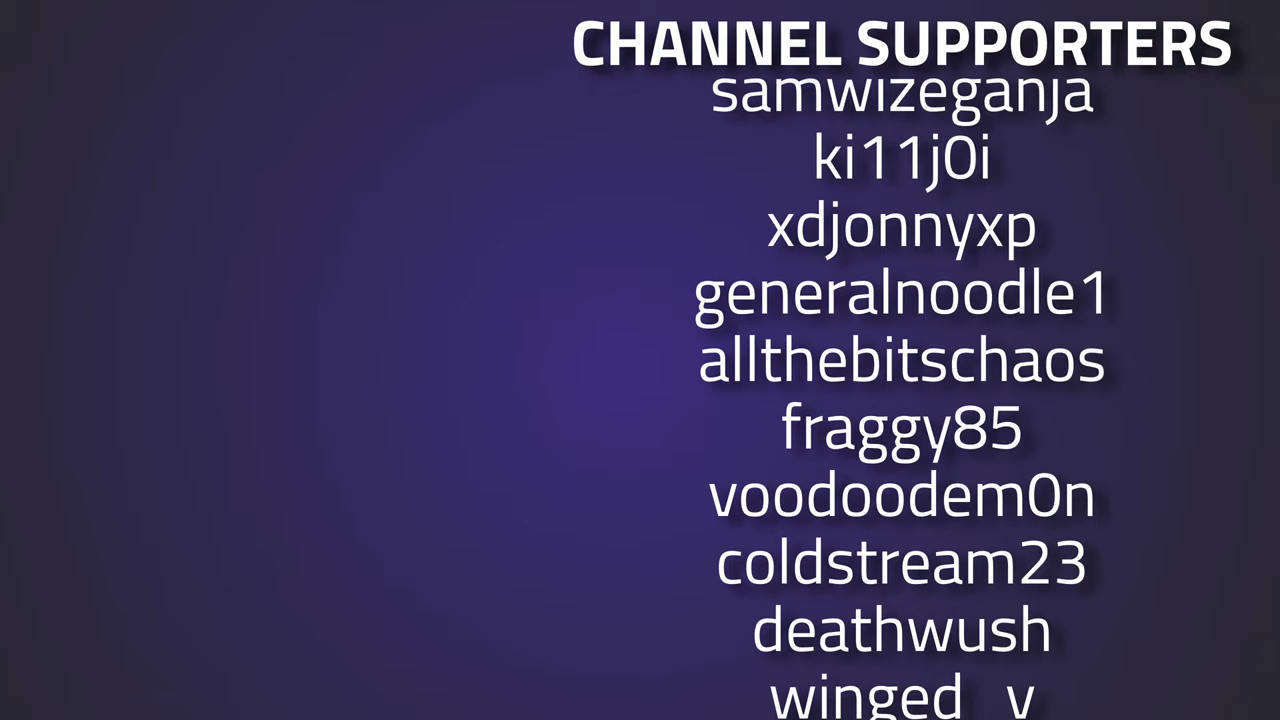 CHANNEL SUPPORTERS
samwizeganja
ki11j0i
xdjonnyxp
generalnoodle1
allthebitschaos
fraggy85
voodoodem0n
coldstream23
deathwush